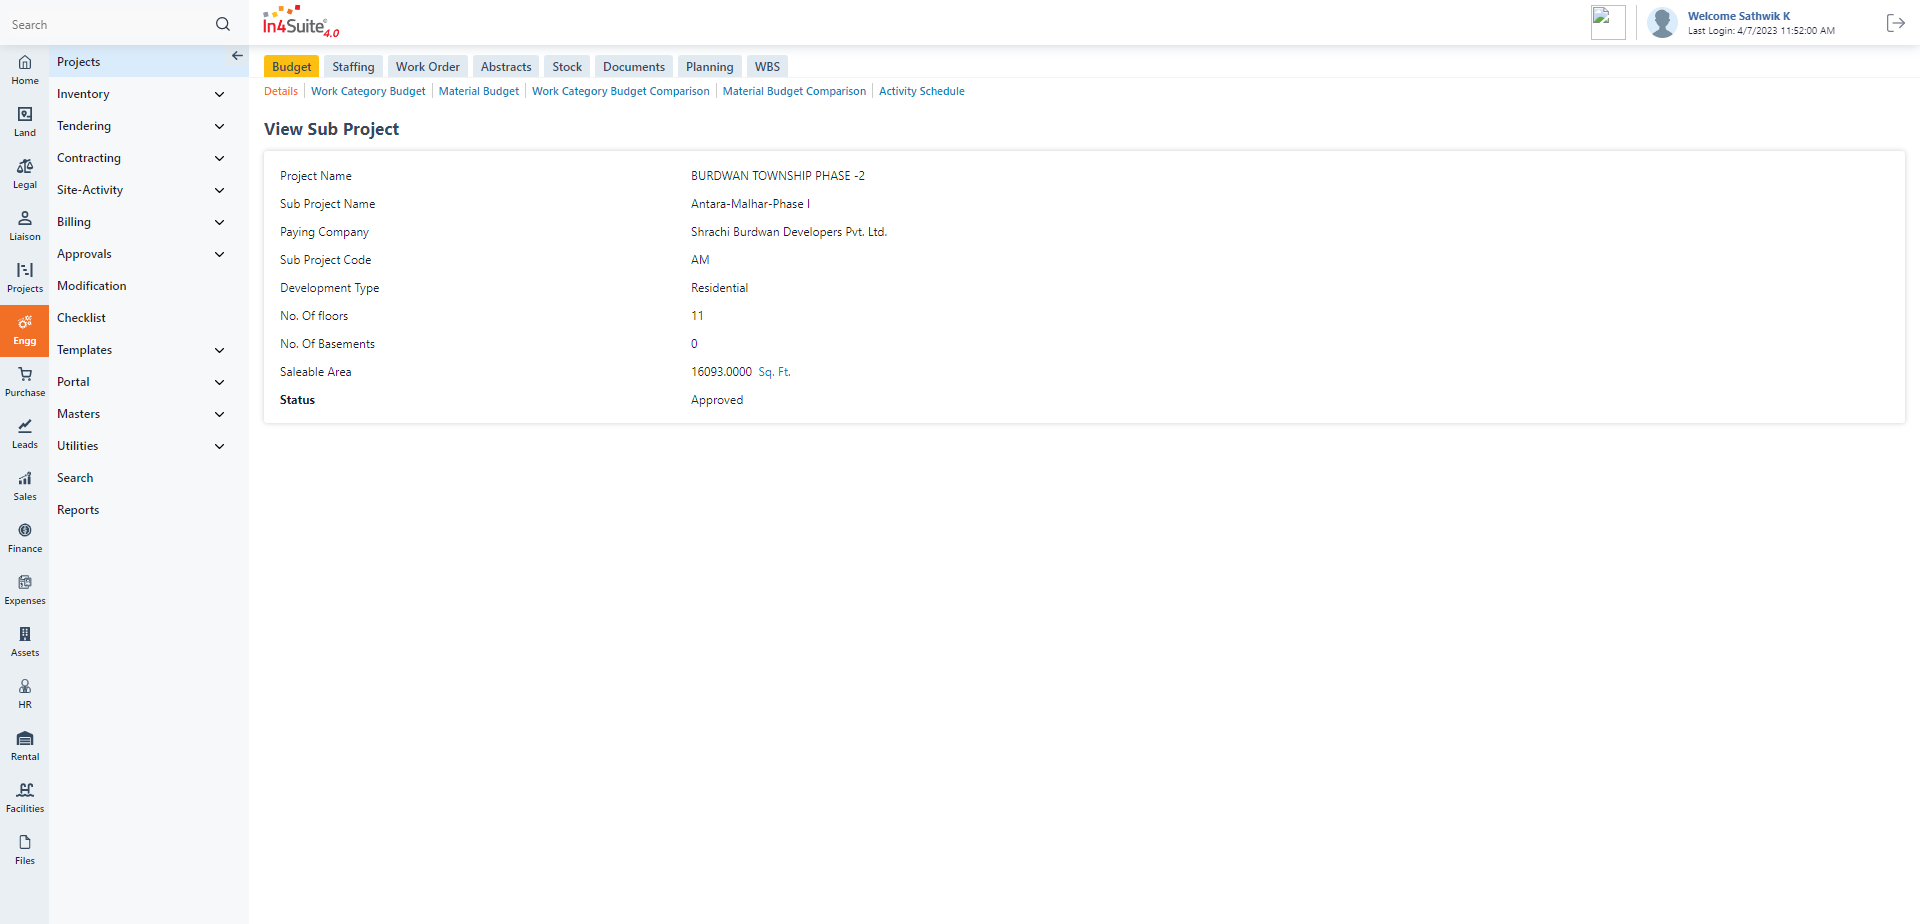 Search
In4Suite® 4.0
Welcome Sathwik K
Last Login: 4/7/2023 11:52:00 AM
Home
Land
Legal
Liaison
Projects
Engg
Purchase
Leads
Sales
Finance
Expenses
Assets
HR
Rental
Facilities
Files
Projects
Inventory
Tendering
Contracting
Site-Activity
Billing
Approvals
Modification
Checklist
Templates
Portal
Masters
Utilities
Search
Reports
Budget Staffing Work Order Abstracts Stock Documents Planning WBS
Details Work Category Budget Material Budget Work Category Budget Comparison Material Budget Comparison Activity Schedule
View Sub Project
Project Name BURDWAN TOWNSHIP PHASE -2
Sub Project Name Antara-Malhar-Phase I
Paying Company Shrachi Burdwan Developers Pvt. Ltd.
Sub Project Code AM
Development Type Residential
No. Of floors 11
No. Of Basements 0
Saleable Area 16093.0000 Sq. Ft.
Status Approved